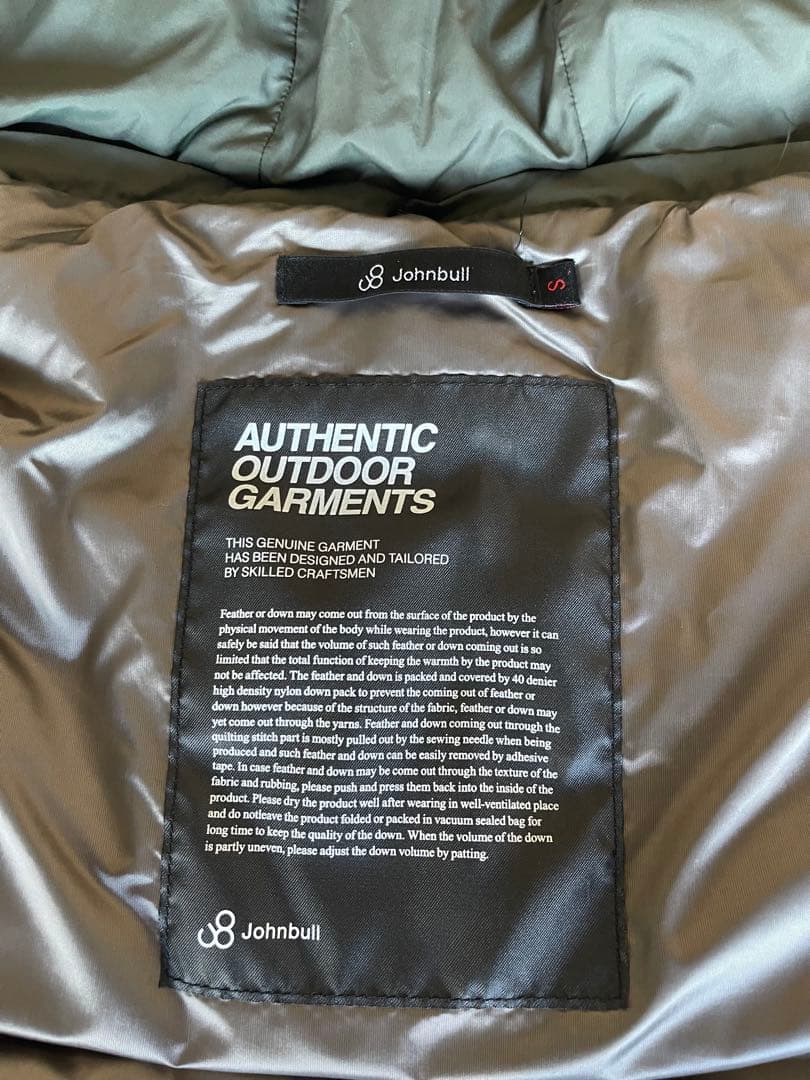 Johnbull
S
AUTHENTIC
OUTDOOR
GARMENTS
THIS GENUINE GARMENT
HAS BEEN DESIGNED AND TAILORED
BY SKILLED CRAFTSMEN
Feather or down may come out from the surface of the product by the
physical movement of the body while wearing the product, however it can
safely be said that the volume of such feather or down coming out is so
limited that the total function of keeping the warmth by the product may
not be affected. The feather and down is packed and covered by 40 denier
high density nylon down pack to prevent the coming out of feather or
down however because of the structure of the fabric, feather or down may
yet come out through the yarns. Feather and down coming out through the
quilting stitch part is mostly pulled out by the sewing needle when being
produced and such feather and down can be easily removed by adhesive
tape. In case feather and down may be come out through the texture of the
fabric and rubbing, please push and press them back into the inside of the
product. Please dry the product well after wearing in well-ventilated place
and do notleave the product folded or packed in vacuum sealed bag for
long time to keep the quality of the down. When the volume of the down
is partly uneven, please adjust the down volume by patting.
Johnbull